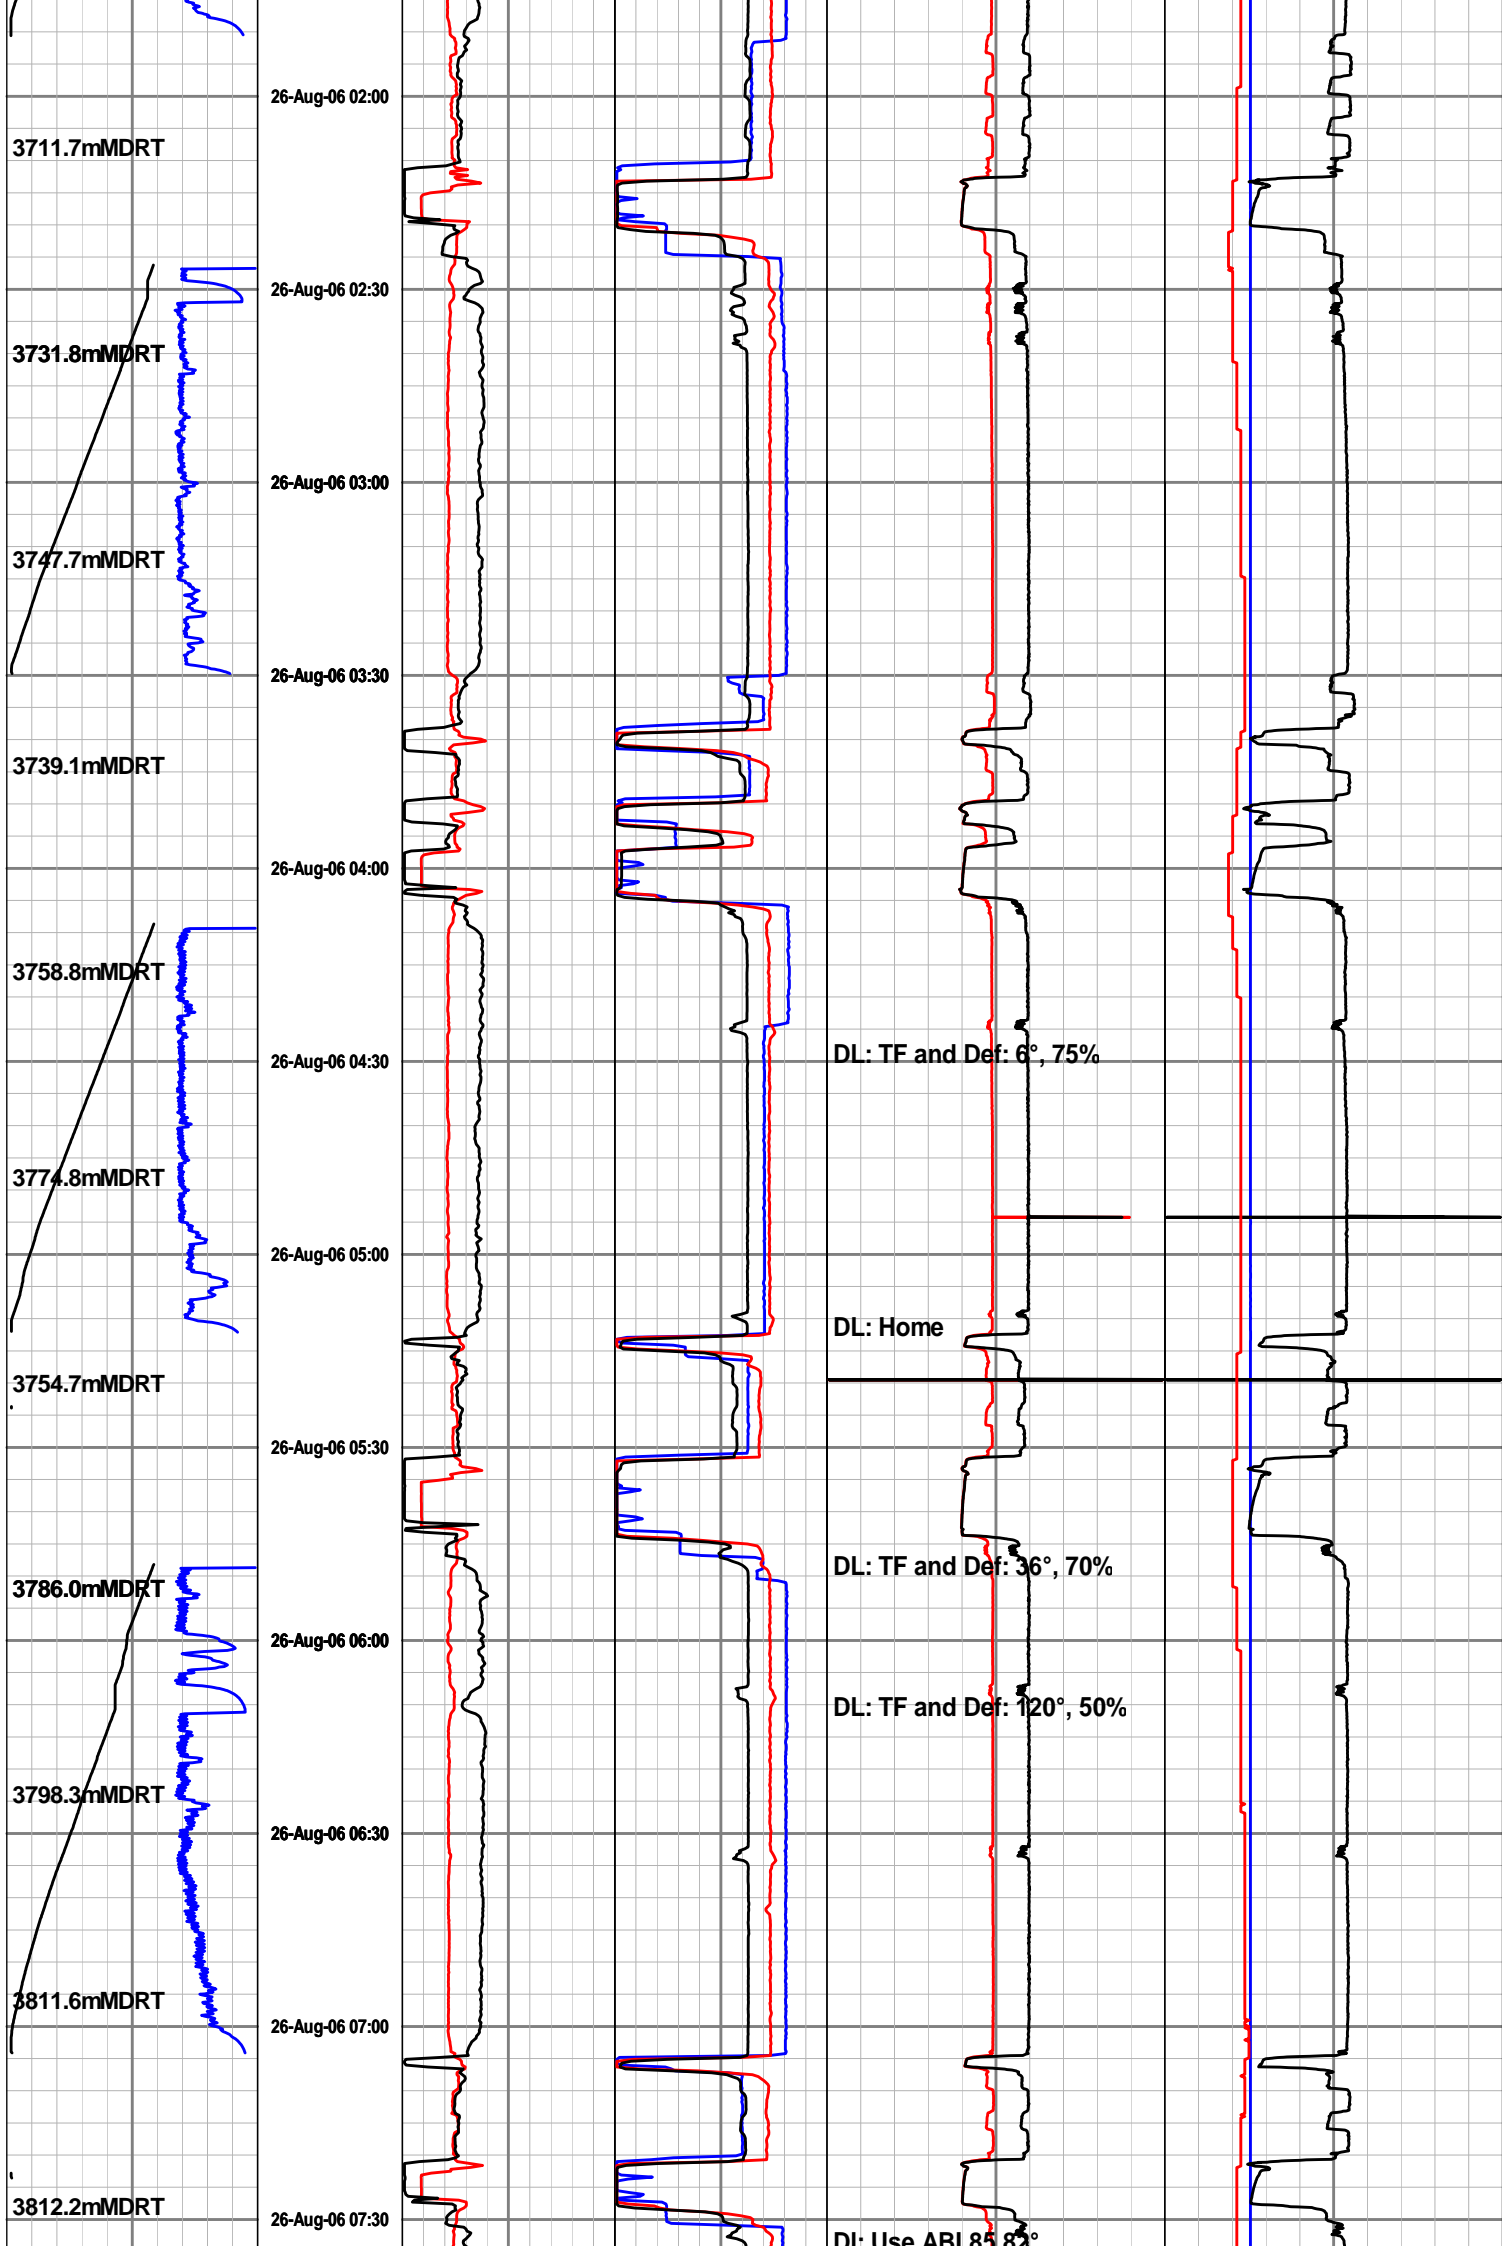 26-Aug-06 02:00
3711.7mMDRT
26-Aug-06 02:30
3731.8mMDRT
26-Aug-06 03:00
3747.7mMDRT
26-Aug-06 03:30
3739.1mMDRT
26-Aug-06 04:00
3758.8mMDRT
DL: TF and Def: 6°, 75%
26-Aug-06 04:30
3774.8mMDRT
26-Aug-06 05:00
DL: Home
3754.7mMDRT
26-Aug-06 05:30
DL: TF and Def: 36°, 70%
3786.0mMDRT
26-Aug-06 06:00
DL: TF and Def: 120°, 50%
3798.3mMDRT
26-Aug-06 06:30
3811.6mMDRT
26-Aug-06 07:00
3812.2mMDRT
26-Aug-06 07:30
DL: Use ABI 85.82°